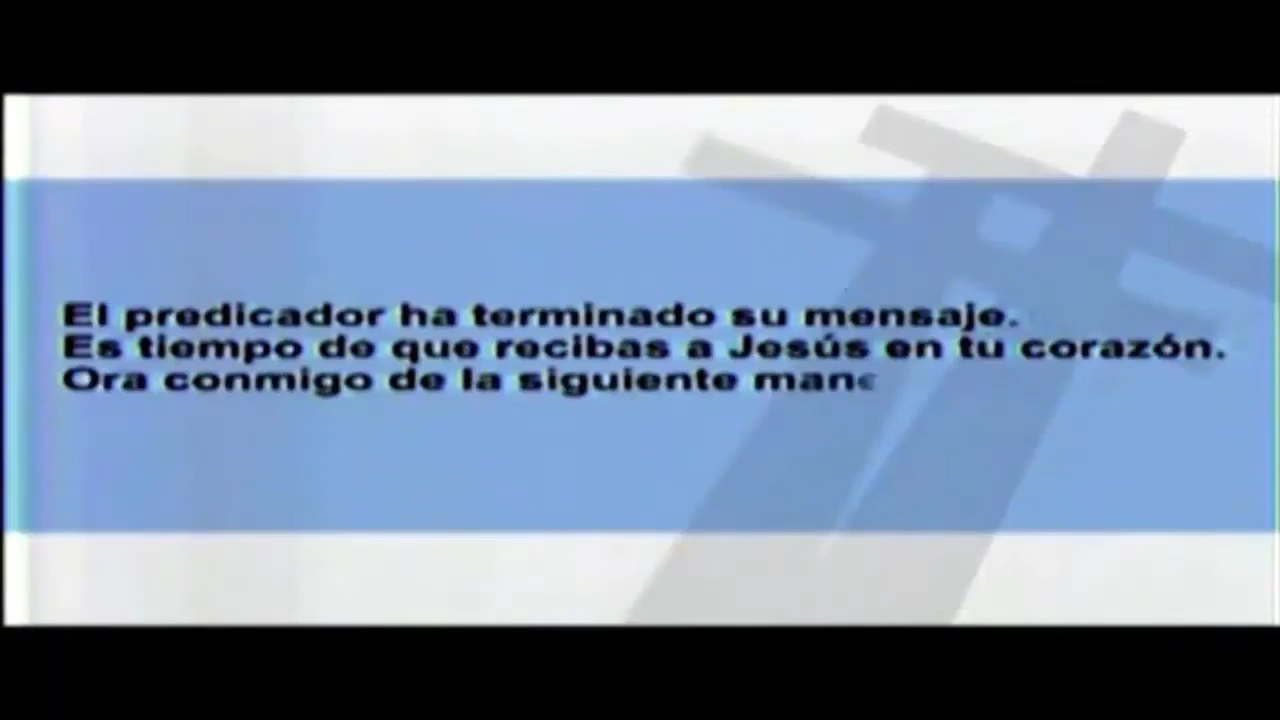 El predicador ha terminado su mensaje.
Es tiempo de que recibas a Jesús en tu corazón.
Ora conmigo de la siguiente mane